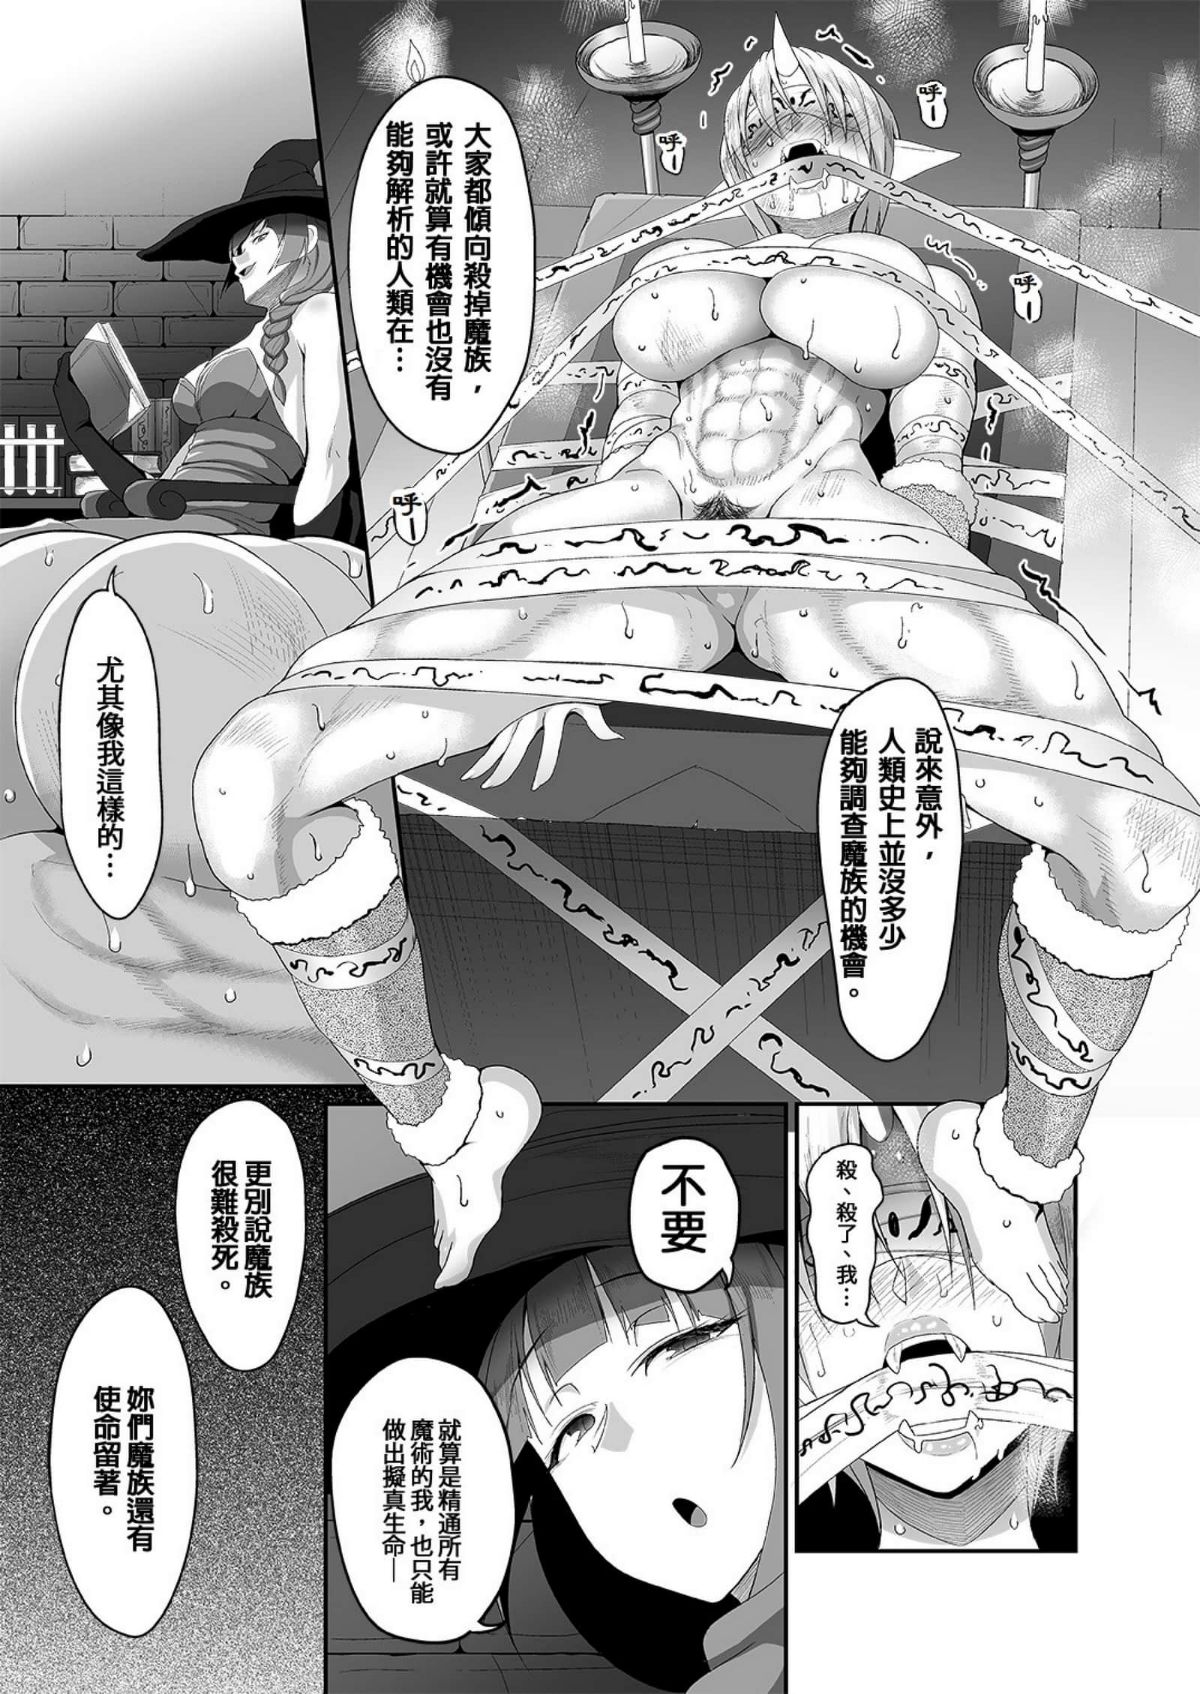 說來意外，
人類史上並沒多少
能夠調查魔族的機會。
呼ー
呼ー
呼ー
呼ー
大家都傾向殺掉魔族，
或許就算有機會也沒有
能夠解析的人類在…
尤其像我這樣的…
殺、殺了、我…
不要
就算是精通所有
魔術的我，也只能
做出擬真生命—
更別說魔族
很難殺死。
妳們魔族還有
使命留著。